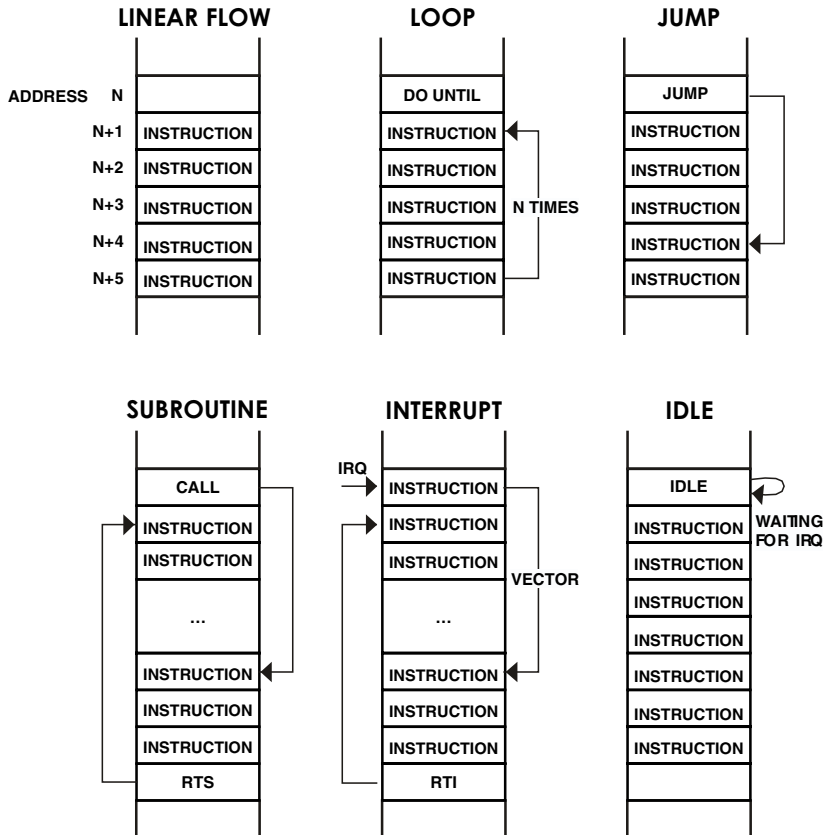 LINEAR FLOW
LOOP
JUMP
ADDRESS N
DO UNTIL
JUMP
N+1 INSTRUCTION
INSTRUCTION
INSTRUCTION
N+2 INSTRUCTION
INSTRUCTION
INSTRUCTION
N+3 INSTRUCTION
INSTRUCTION
N TIMES
INSTRUCTION
N+4 INSTRUCTION
INSTRUCTION
INSTRUCTION
N+5 INSTRUCTION
INSTRUCTION
INSTRUCTION
SUBROUTINE
CALL
INSTRUCTION
INSTRUCTION
...
INSTRUCTION
INSTRUCTION
INSTRUCTION
RTS
INTERRUPT
IRQ
INSTRUCTION
INSTRUCTION
INSTRUCTION
VECTOR
...
INSTRUCTION
INSTRUCTION
INSTRUCTION
RTI
IDLE
IDLE
WAITING
FOR IRQ
INSTRUCTION
INSTRUCTION
INSTRUCTION
INSTRUCTION
INSTRUCTION
INSTRUCTION
INSTRUCTION